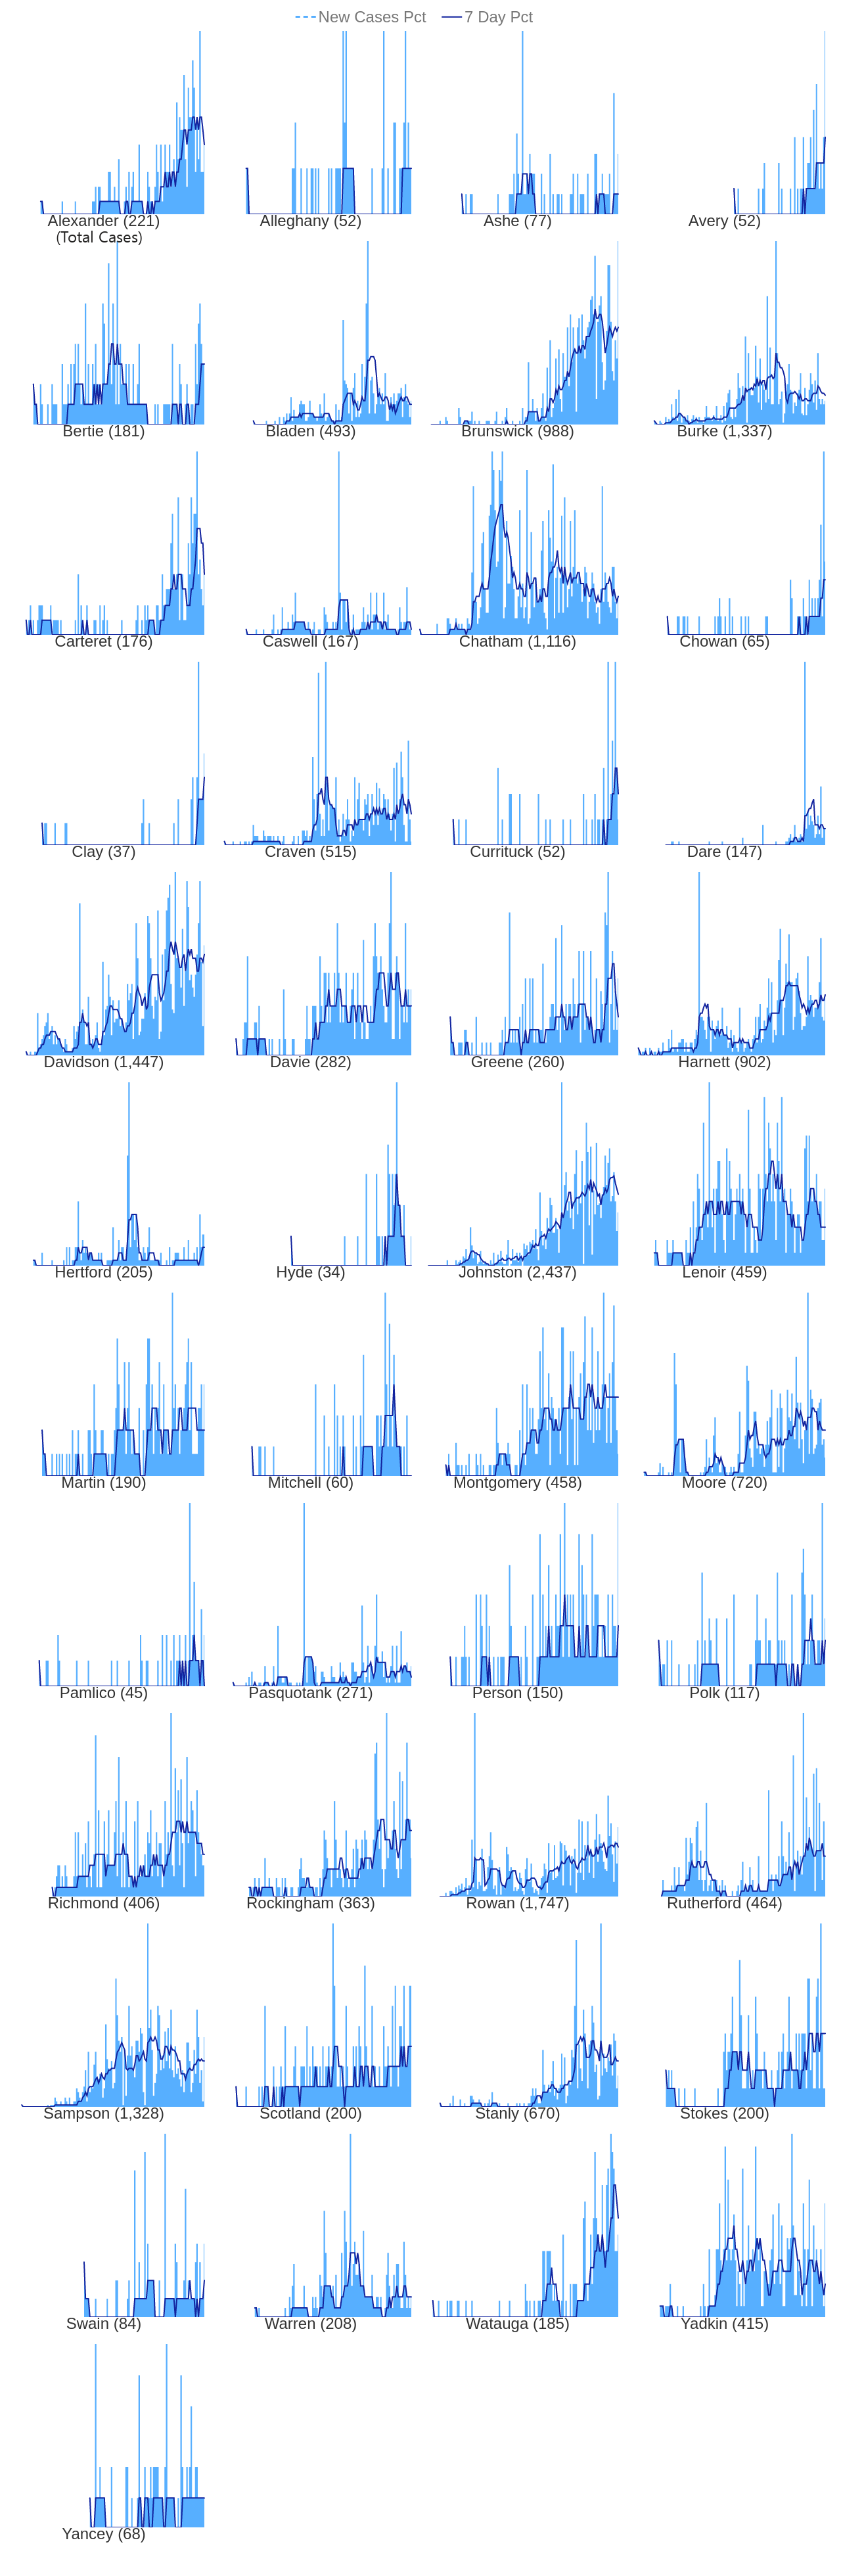 New Cases Pct 7 Day Pct
Alexander (221) Alleghany (52) Ashe (77) Avery (52)
(Total Cases)
Bertie (181) Bladen (493) Brunswick (988) Burke (1,337)
Carteret (176) Caswell (167) Chatham (1,116) Chowan (65)
Clay (37) Craven (515) Currituck (52) Dare (147)
Davidson (1,447) Davie (282) Greene (260) Harnett (902)
Hertford (205) Hyde (34) Johnston (2,437) Lenoir (459)
Martin (190) Mitchell (60) Montgomery (458) Moore (720)
Pamlico (45) Pasquotank (271) Person (150) Polk (117)
Richmond (406) Rockingham (363) Rowan (1,747) Rutherford (464)
Sampson (1,328) Scotland (200) Stanly (670) Stokes (200)
Swain (84) Warren (208) Watauga (185) Yadkin (415)
Yancey (68)